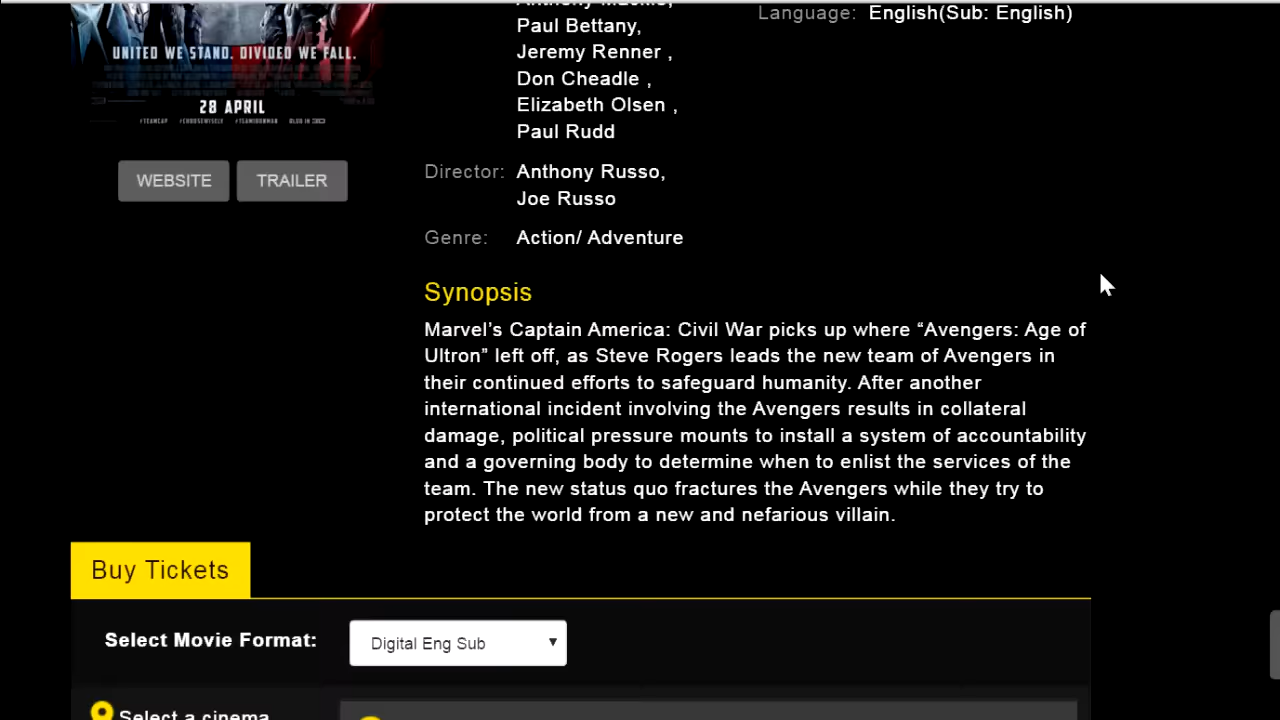 Paul Bettany,
Language: English(Sub: English)
Jeremy Renner ,
UNITED WE STAND. DIVIDED WE FALL.
Don Cheadle ,
28 APRIL
Elizabeth Olsen ,
Paul Rudd
WEBSITE
TRAILER
Director: Anthony Russo,
Joe Russo
Genre: Action/ Adventure
Synopsis
Marvel’s Captain America: Civil War picks up where “Avengers: Age of
Ultron” left off, as Steve Rogers leads the new team of Avengers in
their continued efforts to safeguard humanity. After another
international incident involving the Avengers results in collateral
damage, political pressure mounts to install a system of accountability
and a governing body to determine when to enlist the services of the
team. The new status quo fractures the Avengers while they try to
protect the world from a new and nefarious villain.
Buy Tickets
Select Movie Format: Digital Eng Sub
Select a cinema